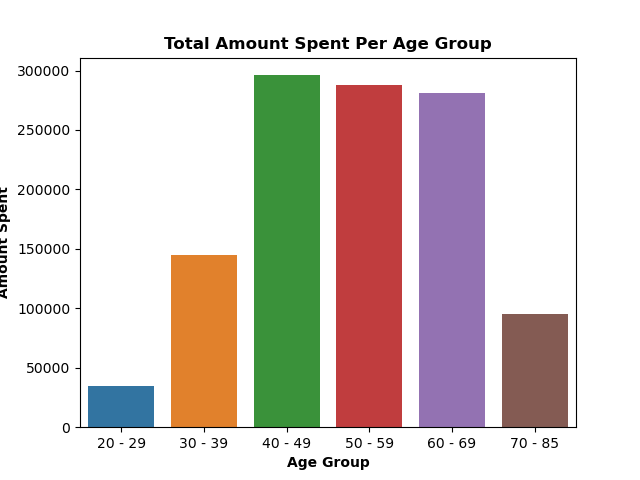 Total Amount Spent Per Age Group
300000
250000
200000
150000
100000
50000
0
Amount Spent
20 - 29 30 - 39 40 - 49 50 - 59 60 - 69 70 - 85
Age Group